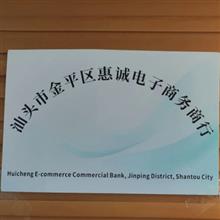 汕头市金平区惠诚电子商务商行
Huicheng E-commerce Commercial Bank, Jinping District, Shantou City